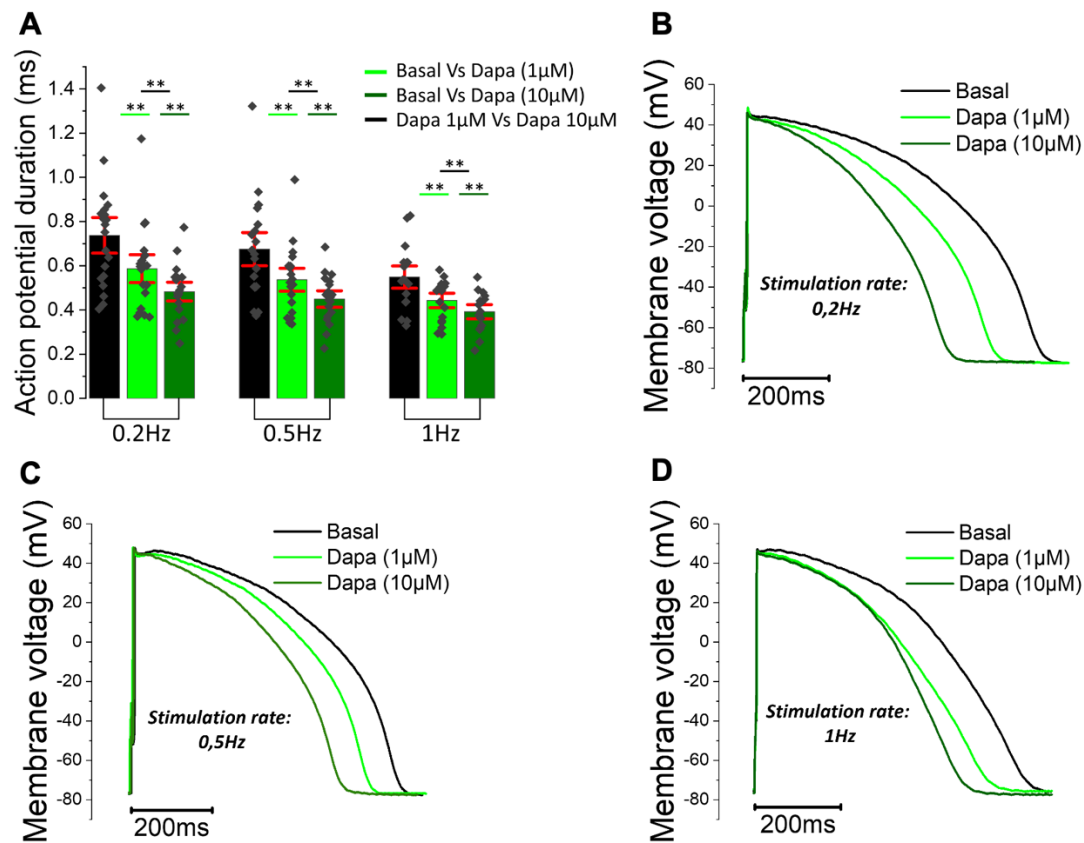 A
Action potential duration (ms)
1.4
1.2
1.0
0.8
0.6
0.4
0.2
0.0
** ** **
** ** **
** ** **
Basal Vs Dapa (1μM)
Basal Vs Dapa (10μM)
Dapa 1μM Vs Dapa 10μM
0.2Hz 0.5Hz 1Hz
B
Membrane voltage (mV)
60
40
20
0
-20
-40
-60
-80
Basal
Dapa (1μM)
Dapa (10μM)
Stimulation rate:
0,2Hz
200ms
C
Membrane voltage (mV)
60
40
20
0
-20
-40
-60
-80
Basal
Dapa (1μM)
Dapa (10μM)
Stimulation rate:
0,5Hz
200ms
D
Membrane voltage (mV)
60
40
20
0
-20
-40
-60
-80
Basal
Dapa (1μM)
Dapa (10μM)
Stimulation rate:
1Hz
200ms